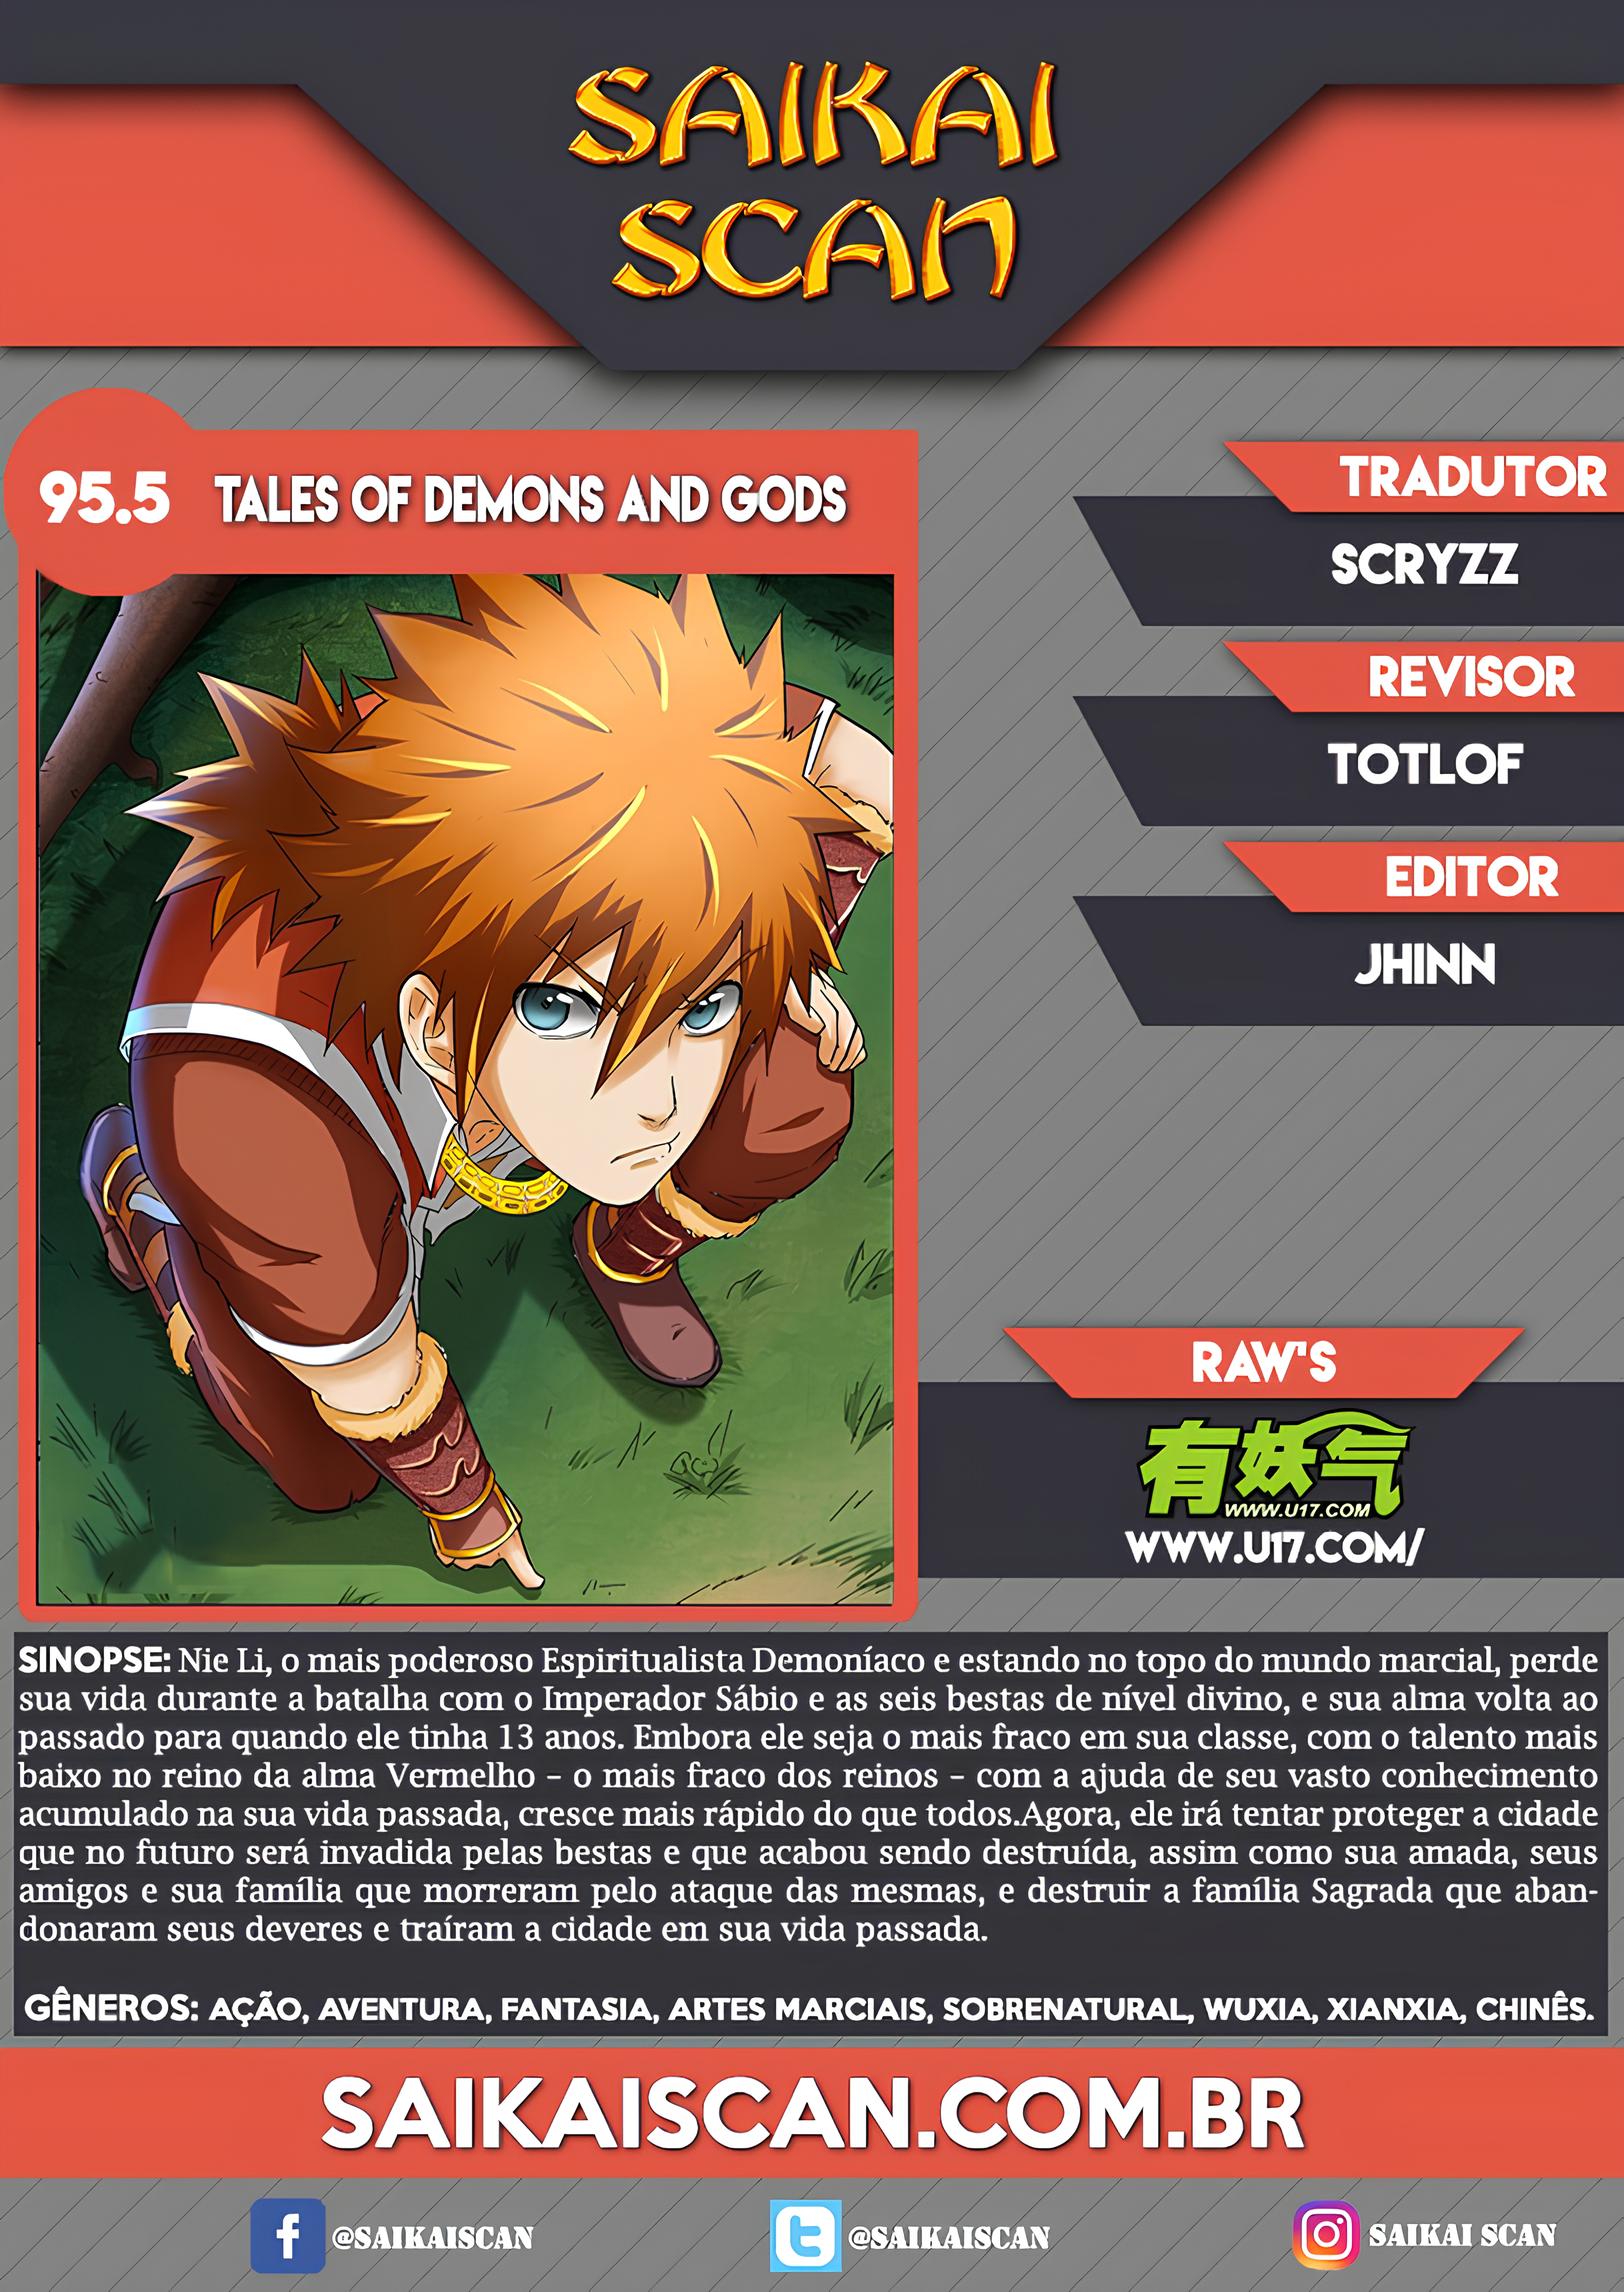 SAIKAI
SCAN
95.5 TALES OF DEMONS AND GODS
TRADUTOR
SCRYZZ
REVISOR
TOTLOF
EDITOR
JHINN
RAW'S
有妖气
WWW.U17.COM
WWW.U17.COM/
SINOPSE: Nie Li, o mais poderoso Espiritualista Demoníaco e estando no topo do mundo marcial, perde
sua vida durante a batalha com o Imperador Sábio e as seis bestas de nível divino, e sua alma volta ao
passado para quando ele tinha 13 anos. Embora ele seja o mais fraco em sua classe, com o talento mais
baixo no reino da alma Vermelho – o mais fraco dos reinos – com a ajuda de seu vasto conhecimento
acumulado na sua vida passada, cresce mais rápido do que todos.Agora, ele irá tentar proteger a cidade
que no futuro será invadida pelas bestas e que acabou sendo destruída, assim como sua amada, seus
amigos e sua família que morreram pelo ataque das mesmas, e destruir a família Sagrada que aban-
donaram seus deveres e traíram a cidade em sua vida passada.
GÊNEROS: AÇÃO, AVENTURA, FANTASIA, ARTES MARCIAIS, SOBRENATURAL, WUXIA, XIANXIA, CHINÊS.
SAIKAISCAN.COM.BR
@SAIKAISCAN @SAIKAISCAN SAIKAI SCAN